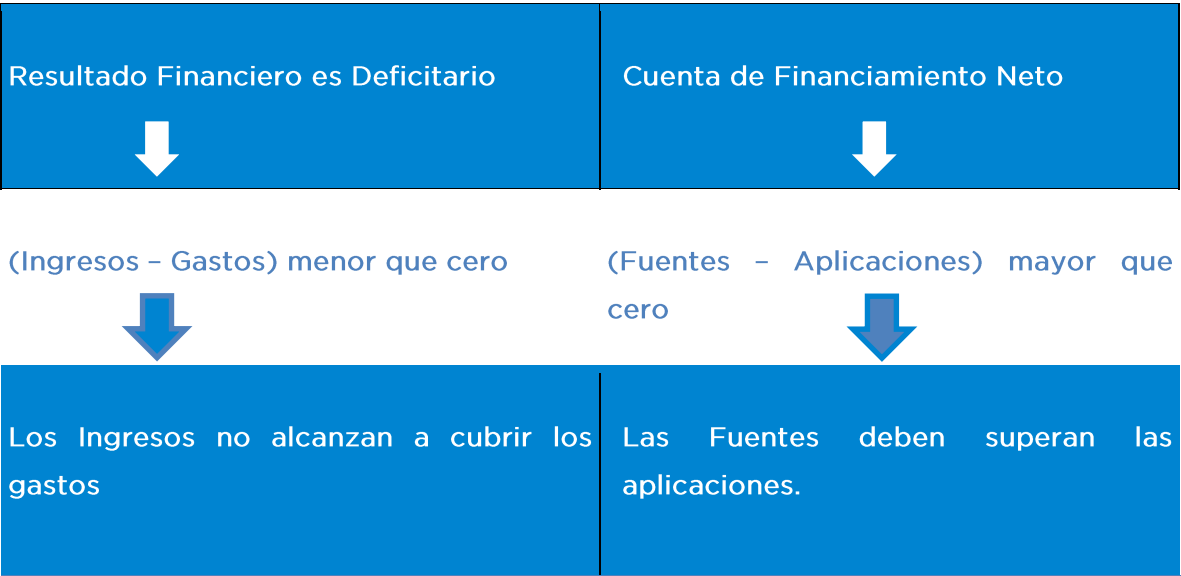 Resultado Financiero es Deficitario
Cuenta de Financiamiento Neto
(Ingresos – Gastos) menor que cero
(Fuentes – Aplicaciones) mayor que
cero
Los Ingresos no alcanzan a cubrir los
gastos
Las Fuentes deben superan las
aplicaciones.